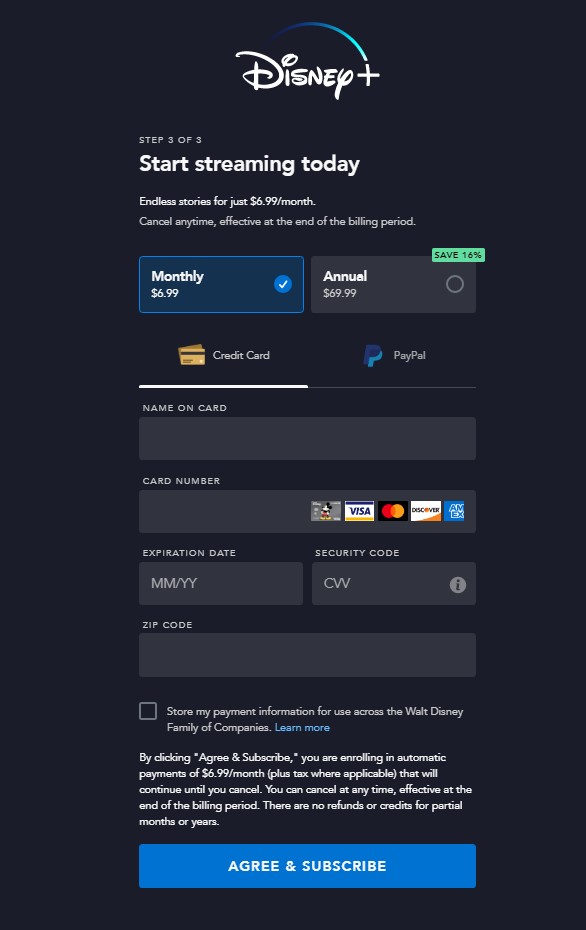 Disney+
STEP 3 OF 3
Start streaming today
Endless stories for just $6.99/month.
Cancel anytime, effective at the end of the billing period.
SAVE 16%
Monthly
$6.99
Annual
$69.99
Credit Card
PayPal
NAME ON CARD
CARD NUMBER
VISA
DISCOVER
AMEX
EXPIRATION DATE
SECURITY CODE
MM/YY
CVV
ZIP CODE
Store my payment information for use across the Walt Disney
Family of Companies. Learn more
By clicking "Agree & Subscribe," you are enrolling in automatic
payments of $6.99/month (plus tax where applicable) that will
continue until you cancel. You can cancel at any time, effective at the
end of the billing period. There are no refunds or credits for partial
months or years.
AGREE & SUBSCRIBE